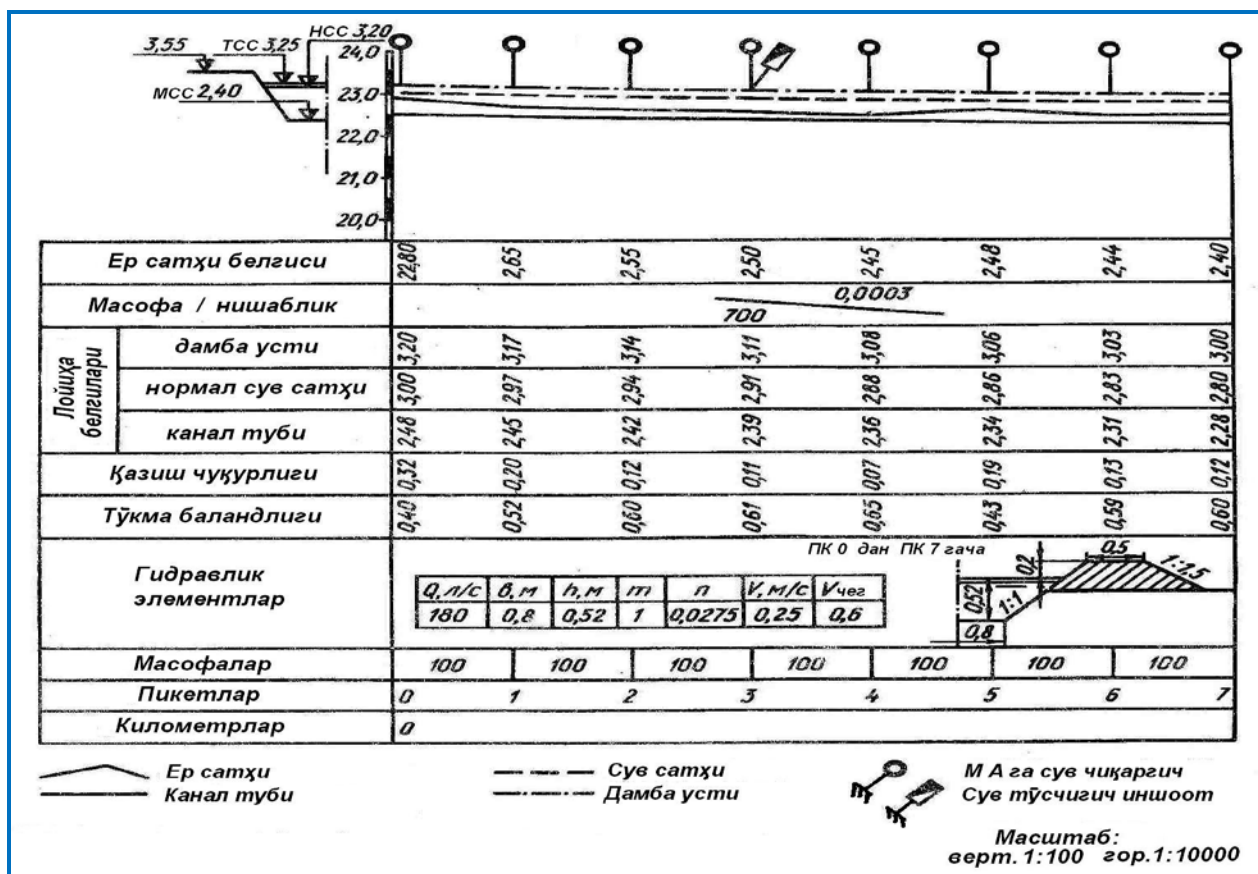 3,55 ТСС 3,25 НСС 3,20
МСС 2,40
24,0
23,0
22,0
21,0
20,0
Ер сатҳи белгиси 22,80 2,65 2,55 2,50 2,45 2,48 2,44 2,40
Масофа / нишаблик 700 0,0003
Лойиҳа белгилари
дамба усти 3,20 3,17 3,14 3,11 3,08 3,06 3,03 3,00
нормал сув сатҳи 3,00 2,97 2,94 2,91 2,88 2,86 2,83 2,80
канал туби 2,48 2,45 2,42 2,39 2,36 2,34 2,31 2,28
Қазиш чуқурлиги 0,32 0,20 0,12 0,11 0,07 0,19 0,13 0,12
Тўкма баландлиги 0,40 0,52 0,60 0,61 0,65 0,43 0,59 0,60
Гидравлик
элементлар
ПК 0 дан ПК 7 гача
Q, л/с в, м h, м m n V, м/с Vчег
180 0,8 0,52 1 0,0275 0,25 0,6
0,5
0,2
1:1,5
0,52
1:1
0,8
Масофалар 100 100 100 100 100 100 100
Пикетлар 0 1 2 3 4 5 6 7
Километрлар 0
Ер сатҳи
Канал туби
Сув сатҳи
Дамба усти
М А га сув чиқаргич
Сув тўсчигич иншоот
Масштаб:
верт. 1:100 гор. 1:10000